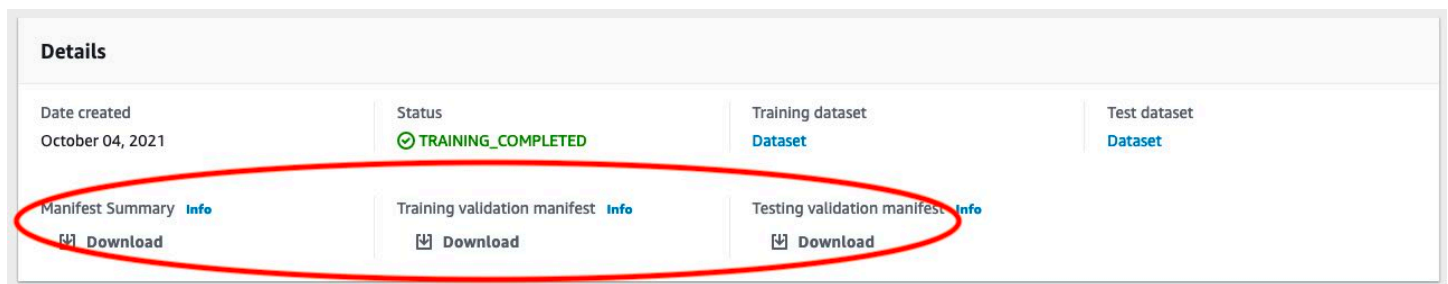 Details
Date created
Status
Training dataset
Test dataset
October 04, 2021
TRAINING_COMPLETED
Dataset
Dataset
Manifest Summary Info
Training validation manifest Info
Testing validation manifest Info
Download
Download
Download